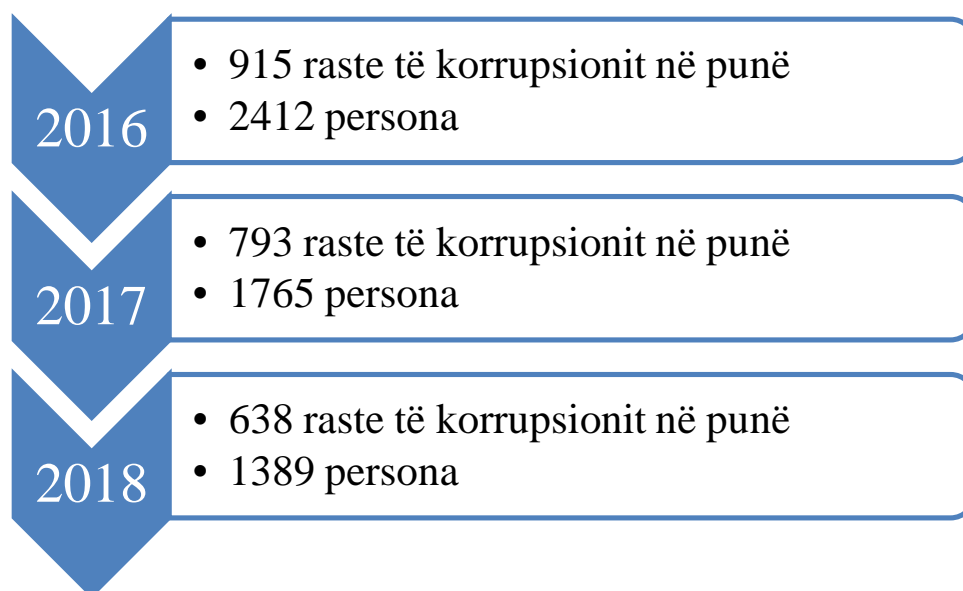 2016
• 915 raste të korrupsionit në punë
• 2412 persona
2017
• 793 raste të korrupsionit në punë
• 1765 persona
2018
• 638 raste të korrupsionit në punë
• 1389 persona